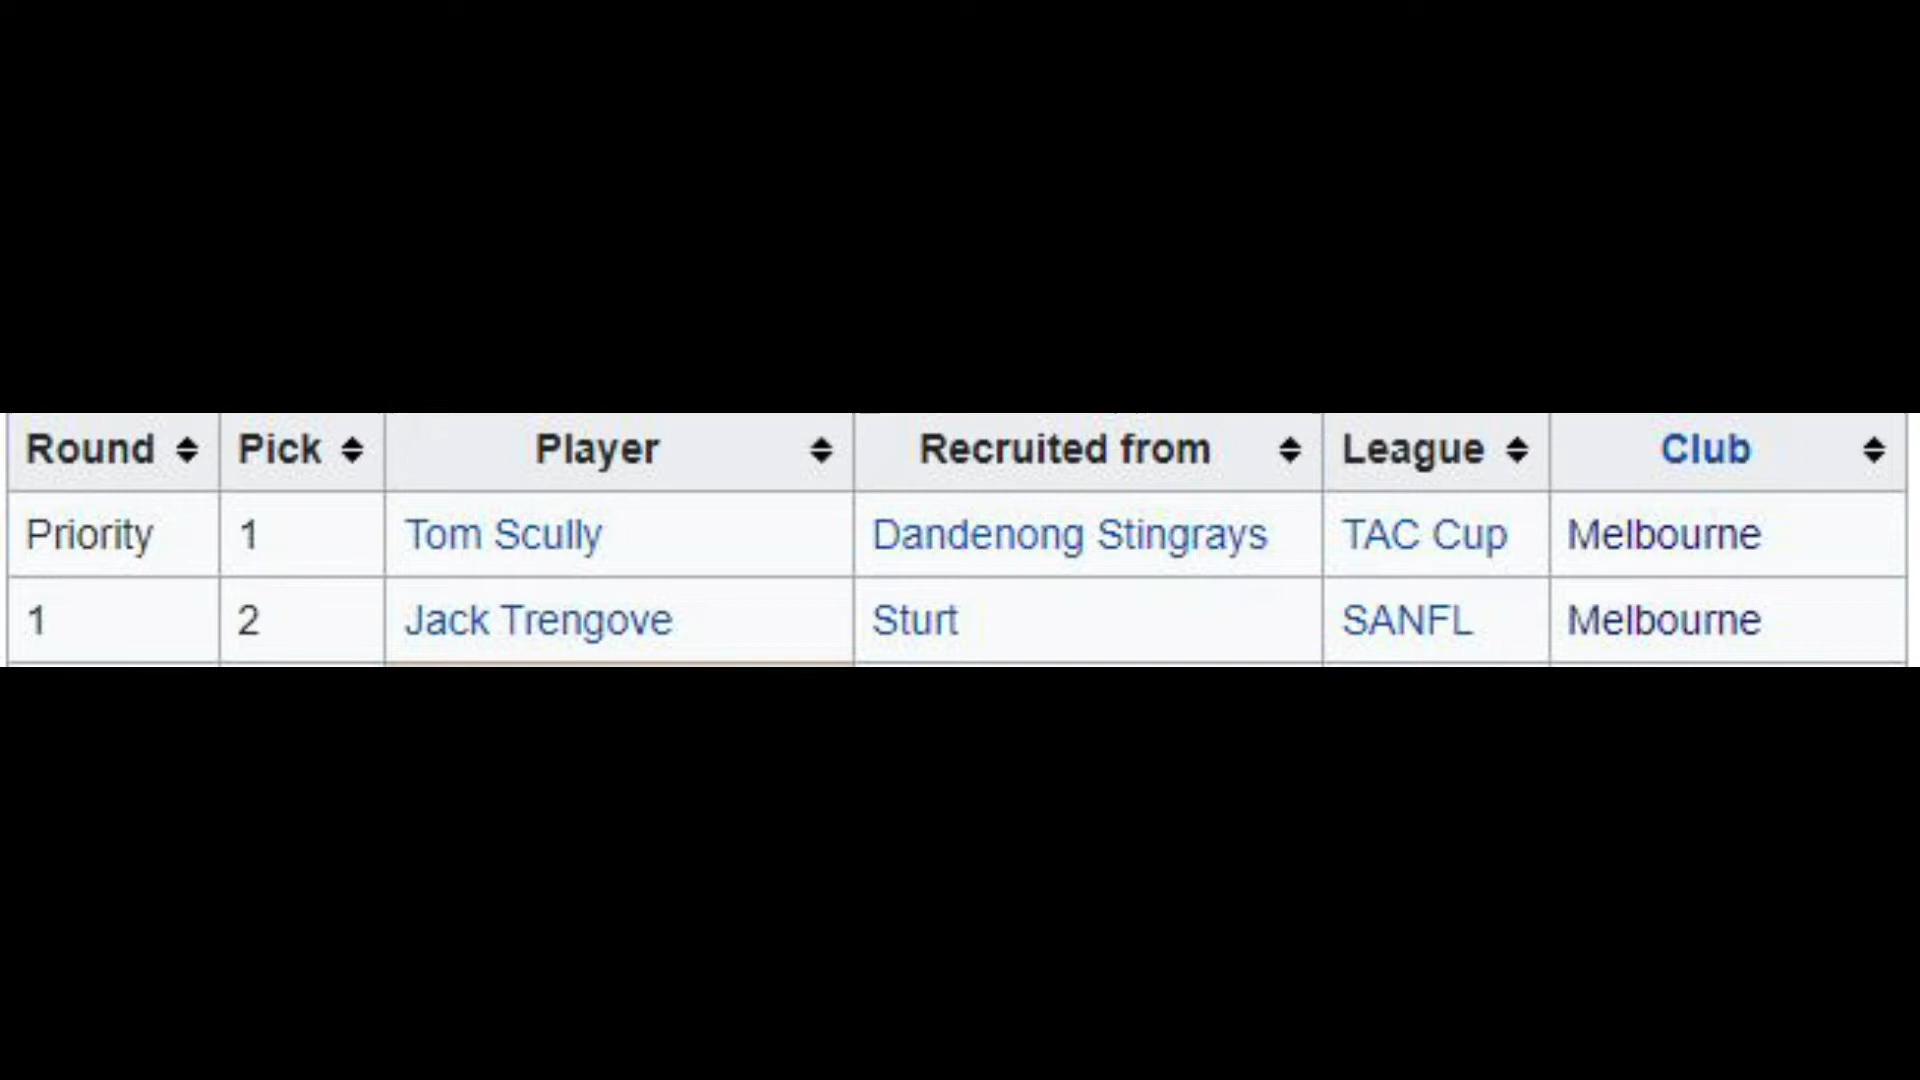 Round Pick Player Recruited from League Club
Priority 1 Tom Scully Dandenong Stingrays TAC Cup Melbourne
1 2 Jack Trengove Sturt SANFL Melbourne